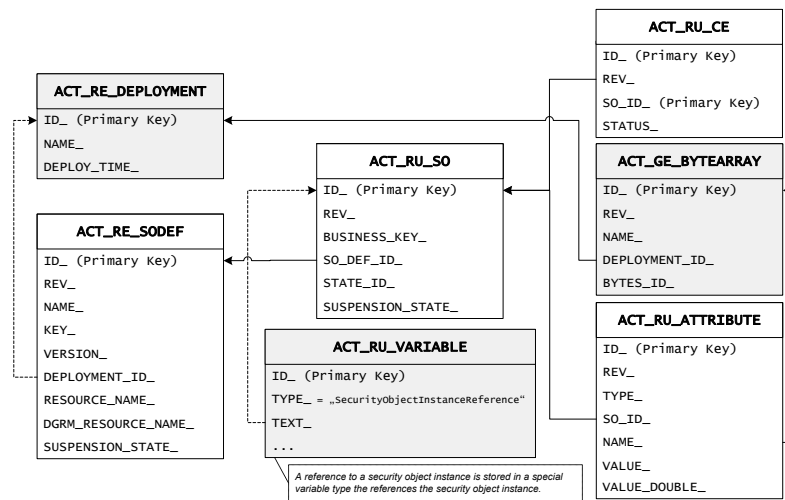 ACT_RU_CE
ID_ (Primary Key)
REV_
SO_ID_ (Primary Key)
STATUS_
ACT_RE_DEPLOYMENT
ID_ (Primary Key)
NAME_
DEPLOY_TIME_
ACT_RU_SO
ID_ (Primary Key)
REV_
BUSINESS_KEY_
SO_DEF_ID_
STATE_ID_
SUSPENSION_STATE_
ACT_GE_BYTEARRAY
ID_ (Primary Key)
REV_
NAME_
DEPLOYMENT_ID_
BYTES_ID_
ACT_RE_SODEF
ID_ (Primary Key)
REV_
NAME_
KEY_
VERSION_
DEPLOYMENT_ID_
RESOURCE_NAME_
DGRM_RESOURCE_NAME_
SUSPENSION_STATE_
ACT_RU_VARIABLE
ID_ (Primary Key)
TYPE_ = „SecurityObjectInstanceReference“
TEXT_
...
A reference to a security object instance is stored in a special
variable type the references the security object instance.
ACT_RU_ATTRIBUTE
ID_ (Primary Key)
REV_
TYPE_
SO_ID_
NAME_
VALUE_
VALUE_DOUBLE_